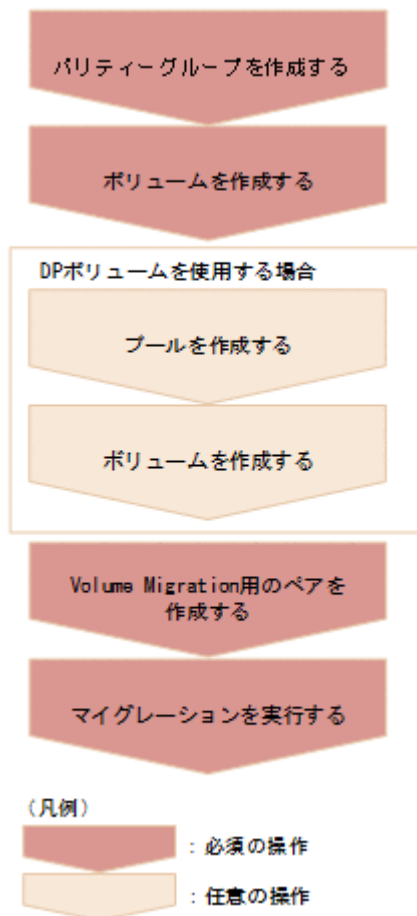 パリティーグループを作成する
ボリュームを作成する
DPボリュームを使用する場合
プールを作成する
ボリュームを作成する
Volume Migration用のペアを
作成する
マイグレーションを実行する
（凡例）
：必須の操作
：任意の操作